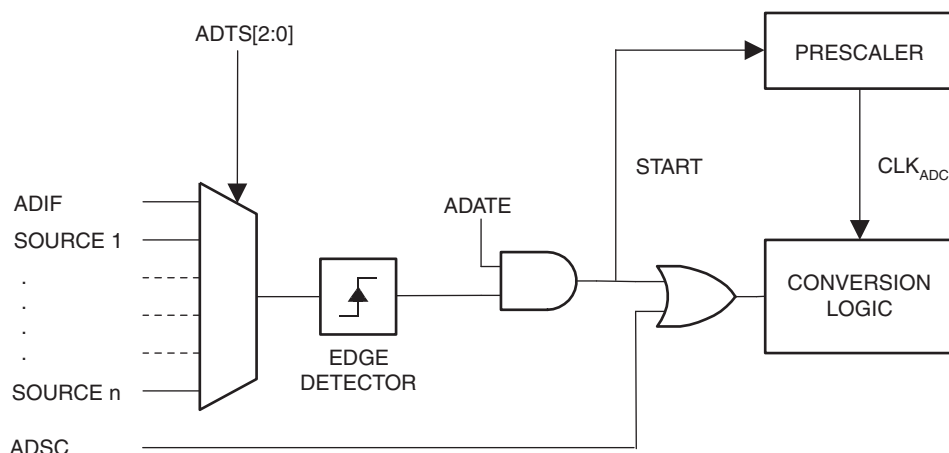 ADTS[2:0]
PRESCALER
START
CLKADC
ADIF
SOURCE 1
ADATE
.
.
.
.
CONVERSION
LOGIC
EDGE
DETECTOR
SOURCE n
ADSC